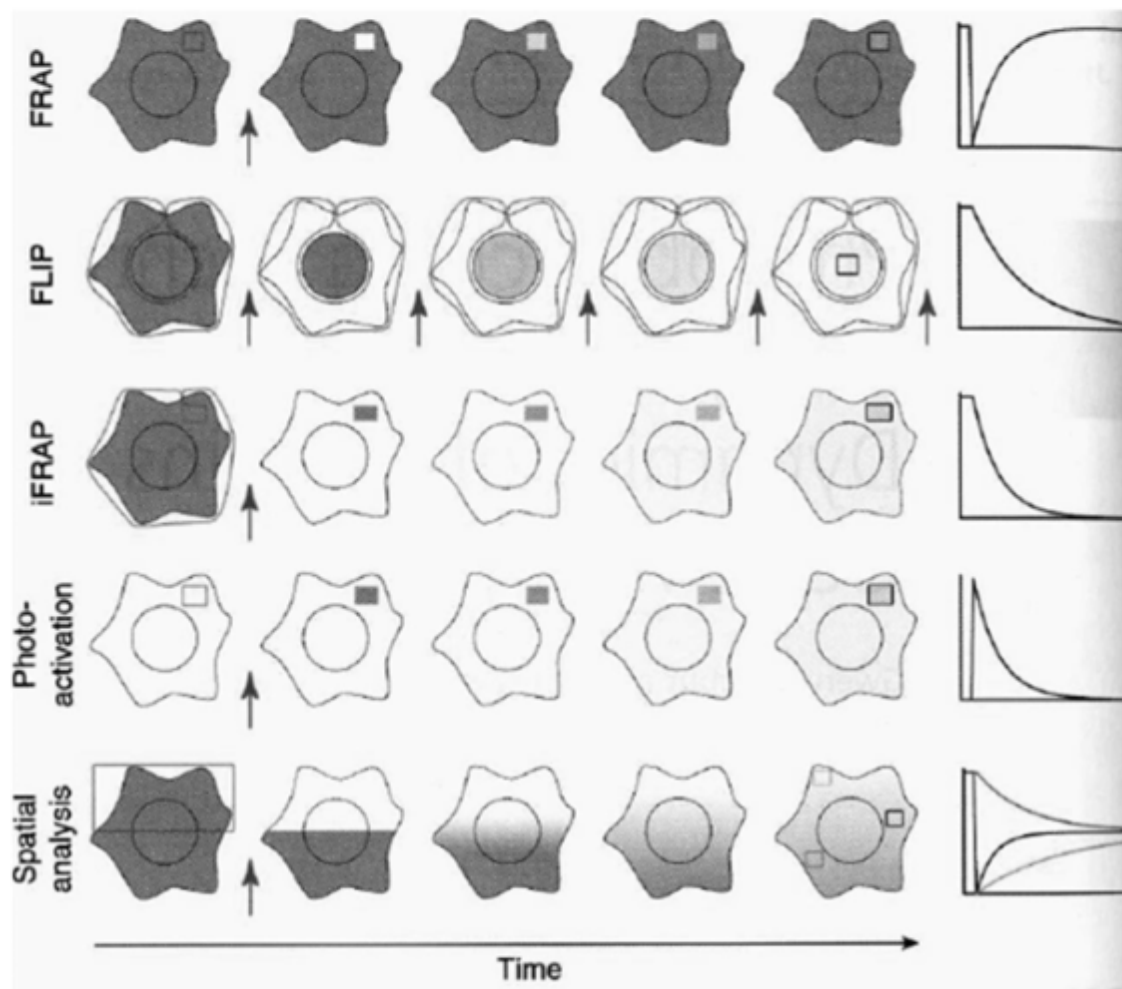 FRAP
FLIP
iFRAP
Photo-
activation
Spatial
analysis
Time